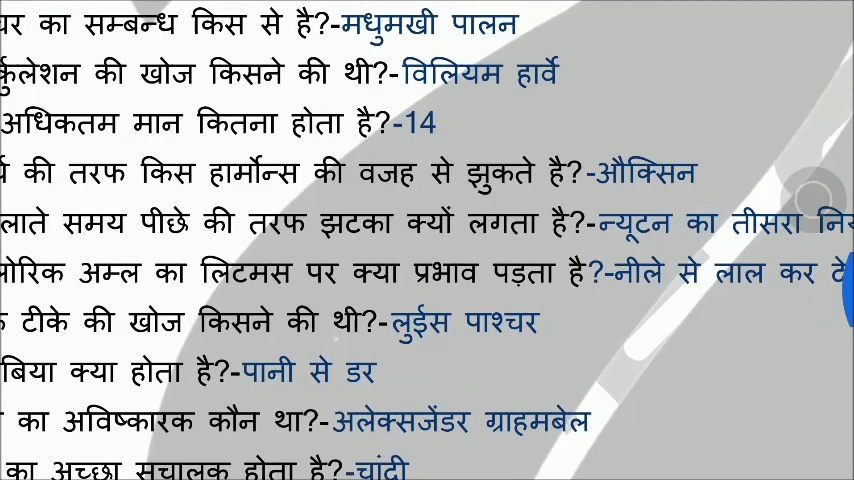 का सम्बन्ध किस से है?-मधुमखी पालन
की खोज किसने की थी?-विलियम हार्वे
अधिकतम मान कितना होता है?-14
की तरफ किस हार्मोन्स की वजह से झुकते है?-औक्सिन
समय पीछे की तरफ झटका क्यों लगता है?-न्यूटन का तीसरा
अम्ल का लिटमस पर क्या प्रभाव पड़ता है?-नीले से लाल कर
टीके की खोज किसने की थी?-लुईस पाश्चर
क्या होता है?-पानी से डर
का अविष्कारक कौन था?-अलेक्सजेंडर ग्राहमबेल
का अच्छा सुचालक होता है?-चांदी